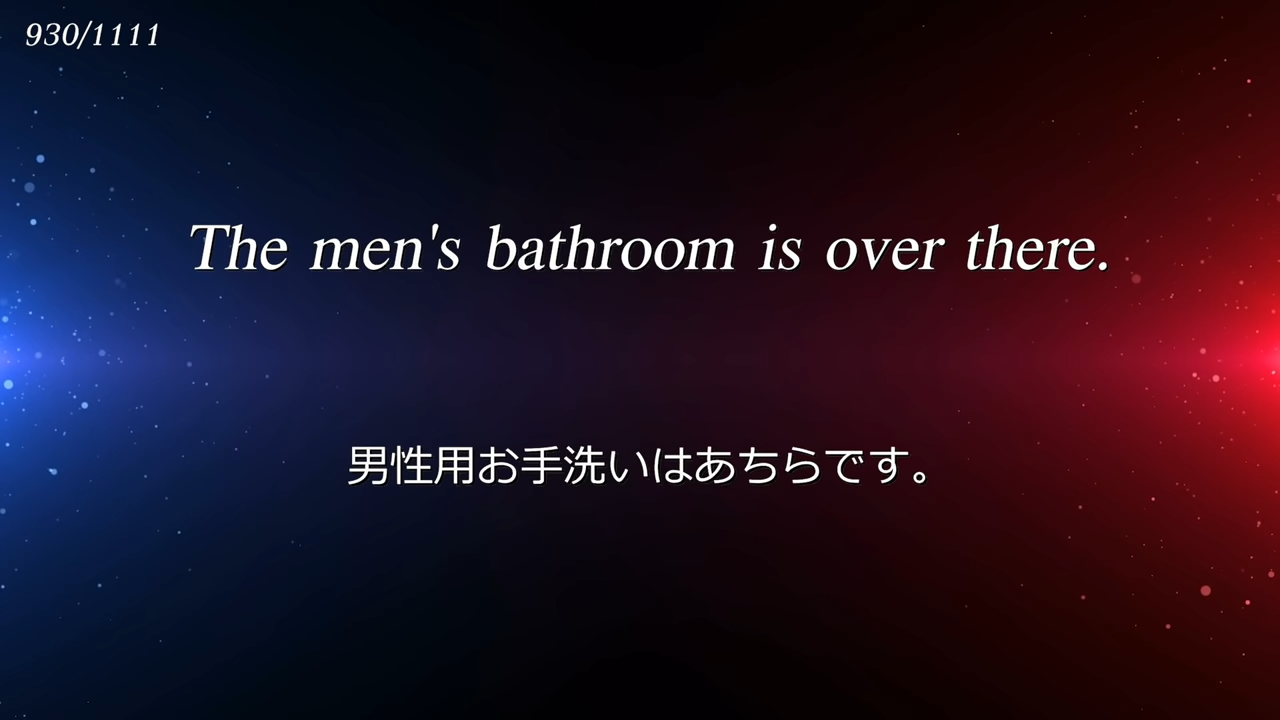 930/1111
The men's bathroom is over there.
男性用お手洗いはあちらです。